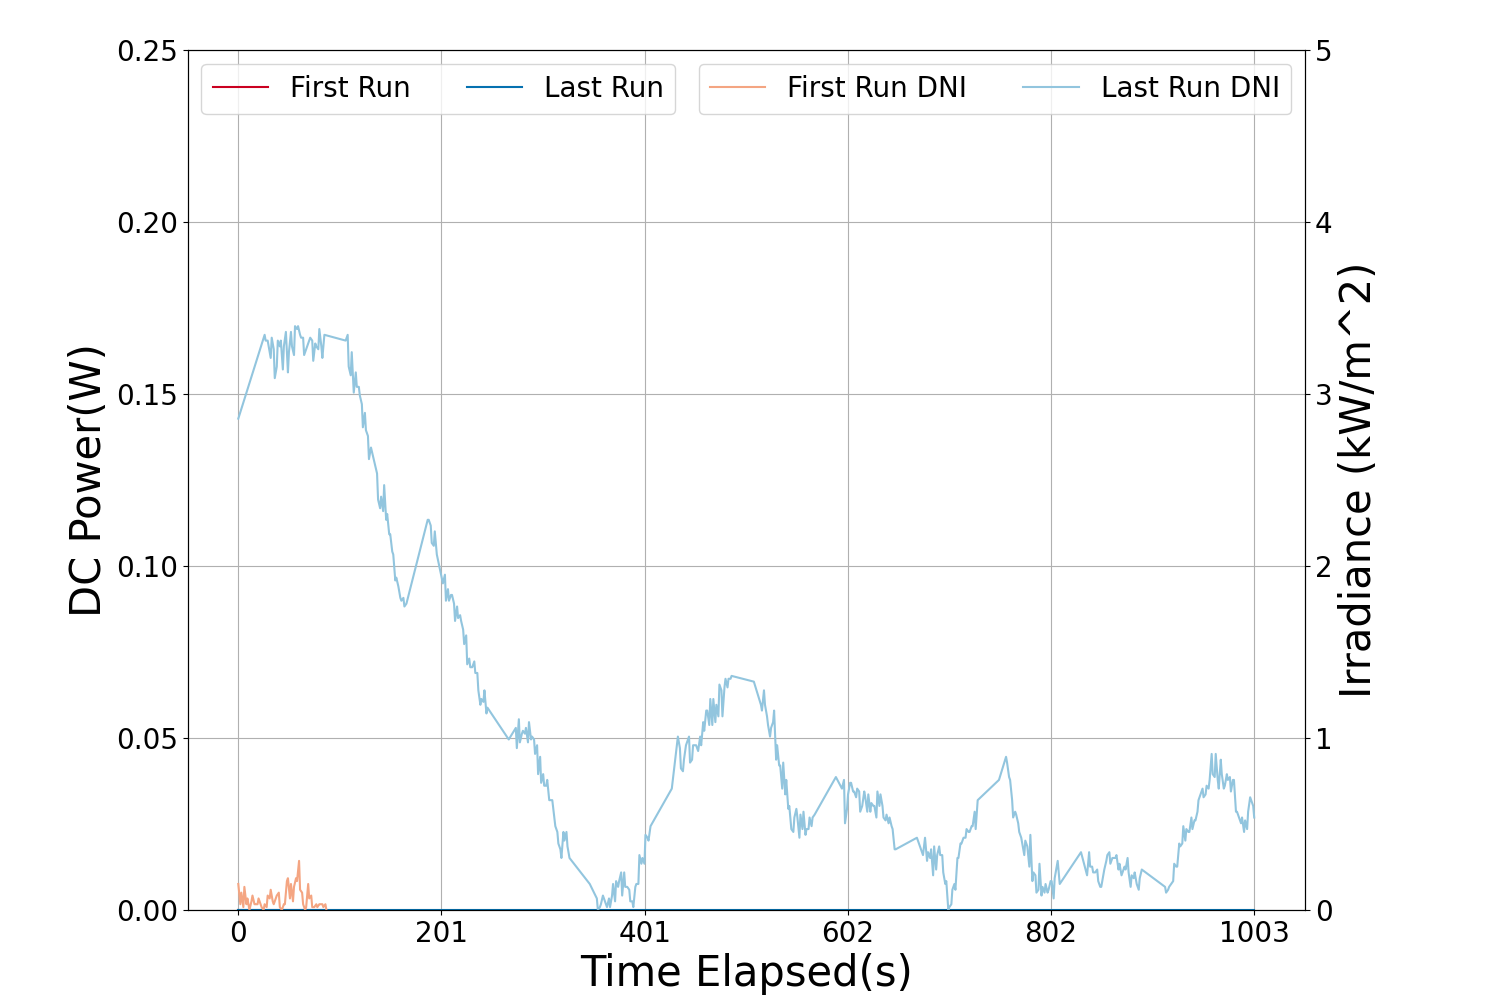 First Run Last Run First Run DNI Last Run DNI
0.25
0.20
0.15
0.10
0.05
0.00
DC Power(W)
5
4
3
2
1
0
Irradiance (kW/m^2)
0 201 401 602 802 1003
Time Elapsed(s)